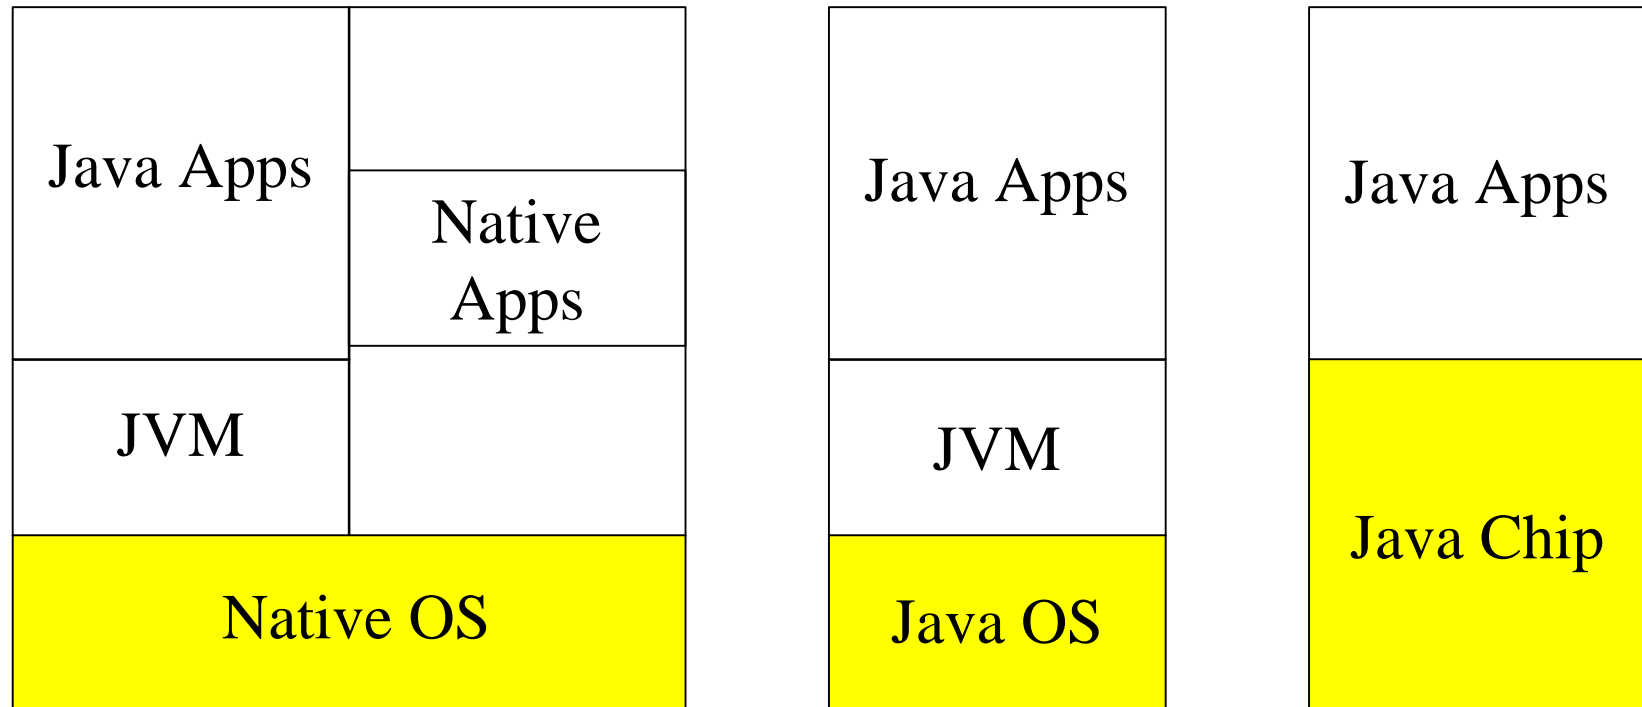 Java Apps
Native
Apps
JVM
Native OS
Java Apps
JVM
Java OS
Java Apps
Java Chip